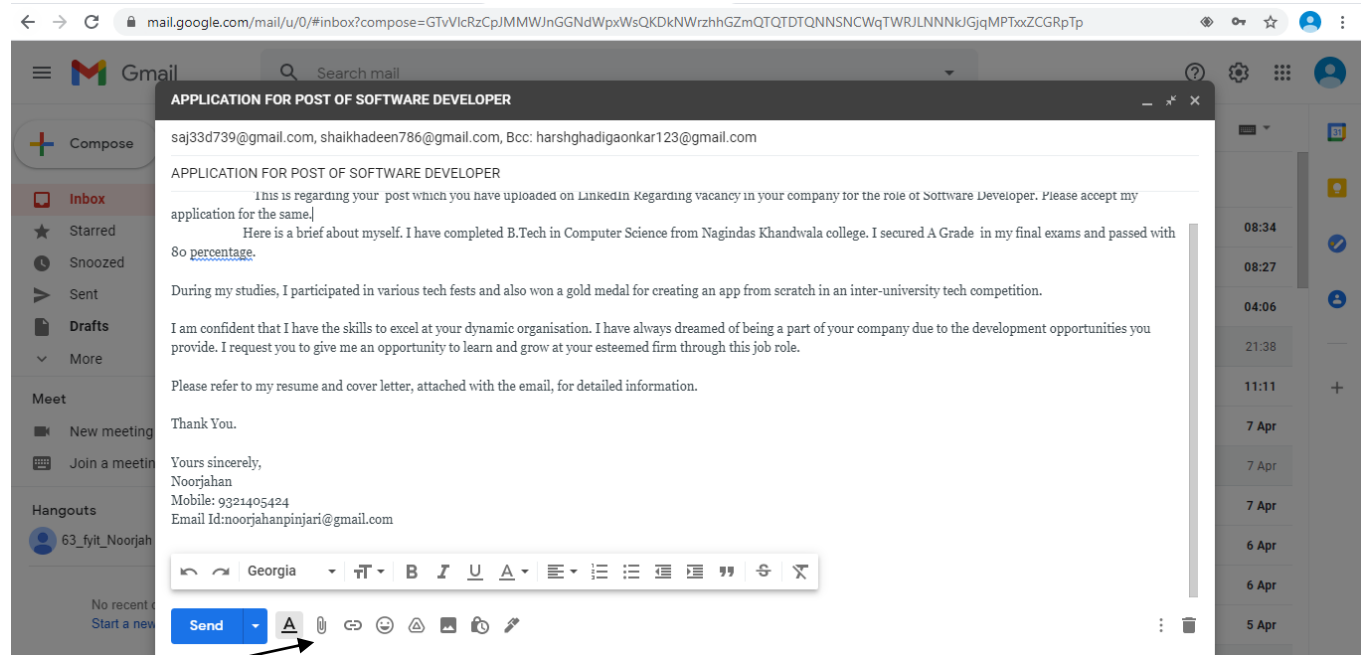 mail.google.com/mail/u/0/#inbox?compose=GTvVlcRzCpJMMWJnGGNdWpxWsQKDkNWrzhhGZmQTQTDTQNNSNCWqTWRJLNNNkJGjqMPTxxZCGRpTp
Gmail
Search mail
APPLICATION FOR POST OF SOFTWARE DEVELOPER
Compose
saj33d739@gmail.com, shaikhadeen786@gmail.com, Bcc: harshghadigaonkar123@gmail.com
APPLICATION FOR POST OF SOFTWARE DEVELOPER
Inbox
This is regarding your post which you have uploaded on LinkedIn Regarding vacancy in your company for the role of Software Developer. Please accept my
application for the same.
Starred
08:34
Here is a brief about myself. I have completed B.Tech in Computer Science from Nagindas Khandwala college. I secured A Grade in my final exams and passed with
80 percentage.
Snoozed
08:27
During my studies, I participated in various tech fests and also won a gold medal for creating an app from scratch in an inter-university tech competition.
Sent
04:06
Drafts
I am confident that I have the skills to excel at your dynamic organisation. I have always dreamed of being a part of your company due to the development opportunities you
provide. I request you to give me an opportunity to learn and grow at your esteemed firm through this job role.
21:38
More
Please refer to my resume and cover letter, attached with the email, for detailed information.
11:11
Meet
Thank You.
7 Apr
New meeting
Yours sincerely,
Join a meetin
7 Apr
Noorjahan
Mobile: 9321405424
7 Apr
Hangouts
Email Id:noorjahanpinjari@gmail.com
63_fyit_Noorjah
6 Apr
Georgia
6 Apr
No recent c
Start a new
Send
5 Apr